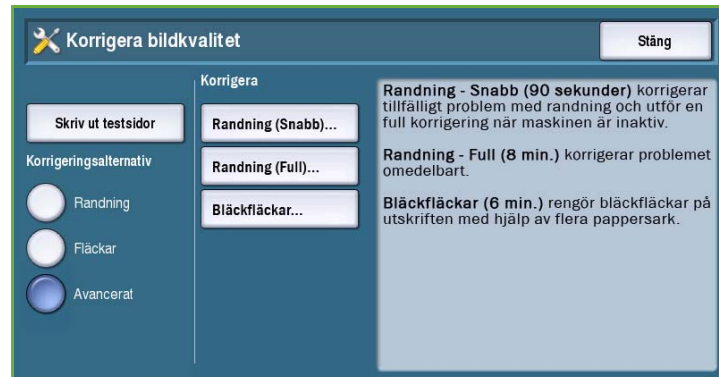 Korrigera bildkvalitet
Stäng
Skriv ut testsidor
Korrigeringsalternativ
Randning
Fläckar
Avancerat
Korrigera
Randning (Snabb)...
Randning (Full)...
Bläckfläckar...
Randning - Snabb (90 sekunder) korrigerar
tillfälligt problem med randning och utför en
full korrigering när maskinen är inaktiv.
Randning - Full (8 min.) korrigerar problemet
omedelbart.
Bläckfläckar (6 min.) rengör bläckfläckar på
utskriften med hjälp av flera pappersark.